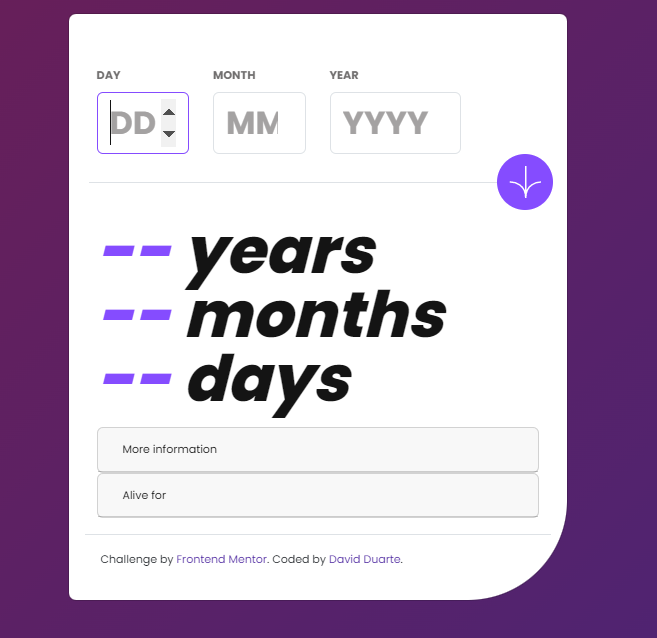 DAY MONTH YEAR
DD MM YYYY
-- years
-- months
-- days
More information
Alive for
Challenge by Frontend Mentor. Coded by David Duarte.